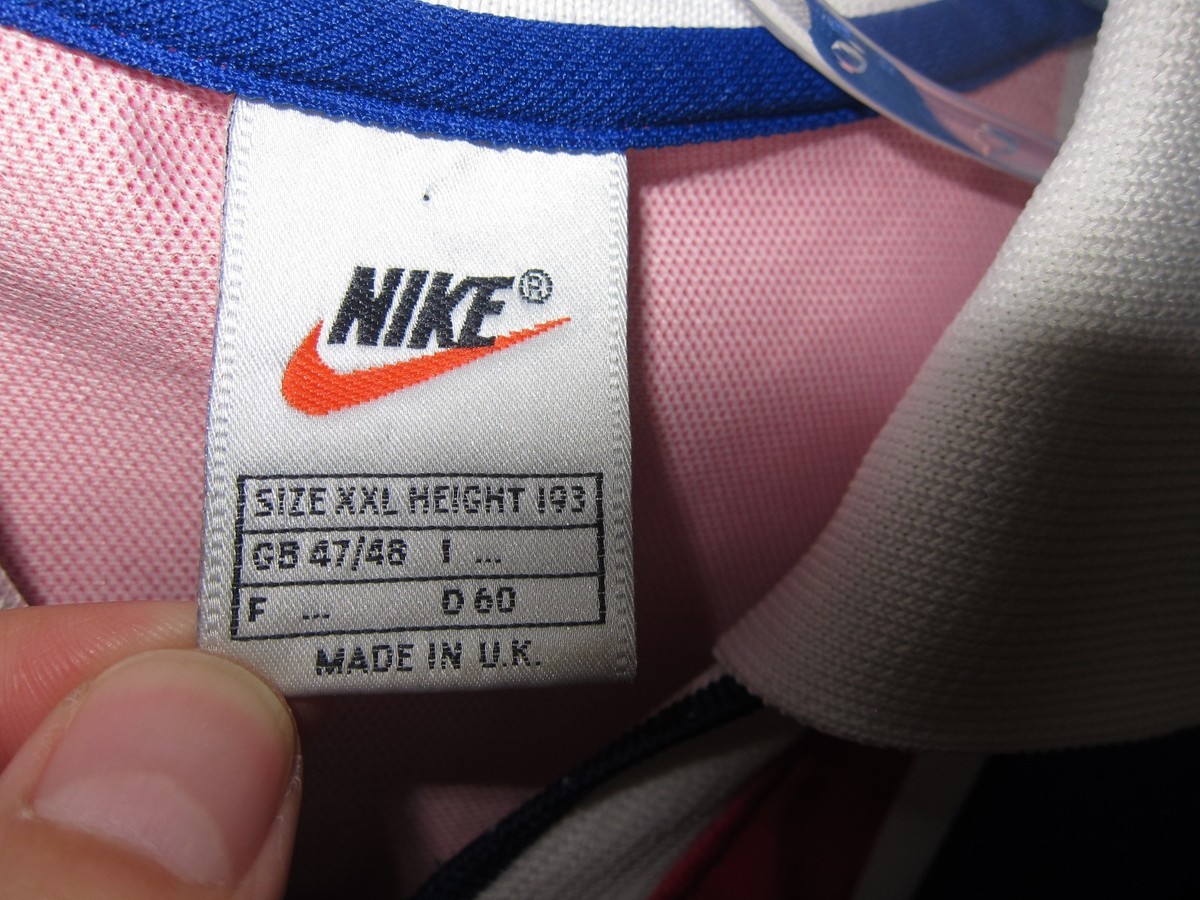 NIKE®
SIZE XXL HEIGHT 193
GB 47/48 I ...
F ... D 60
MADE IN U.K.